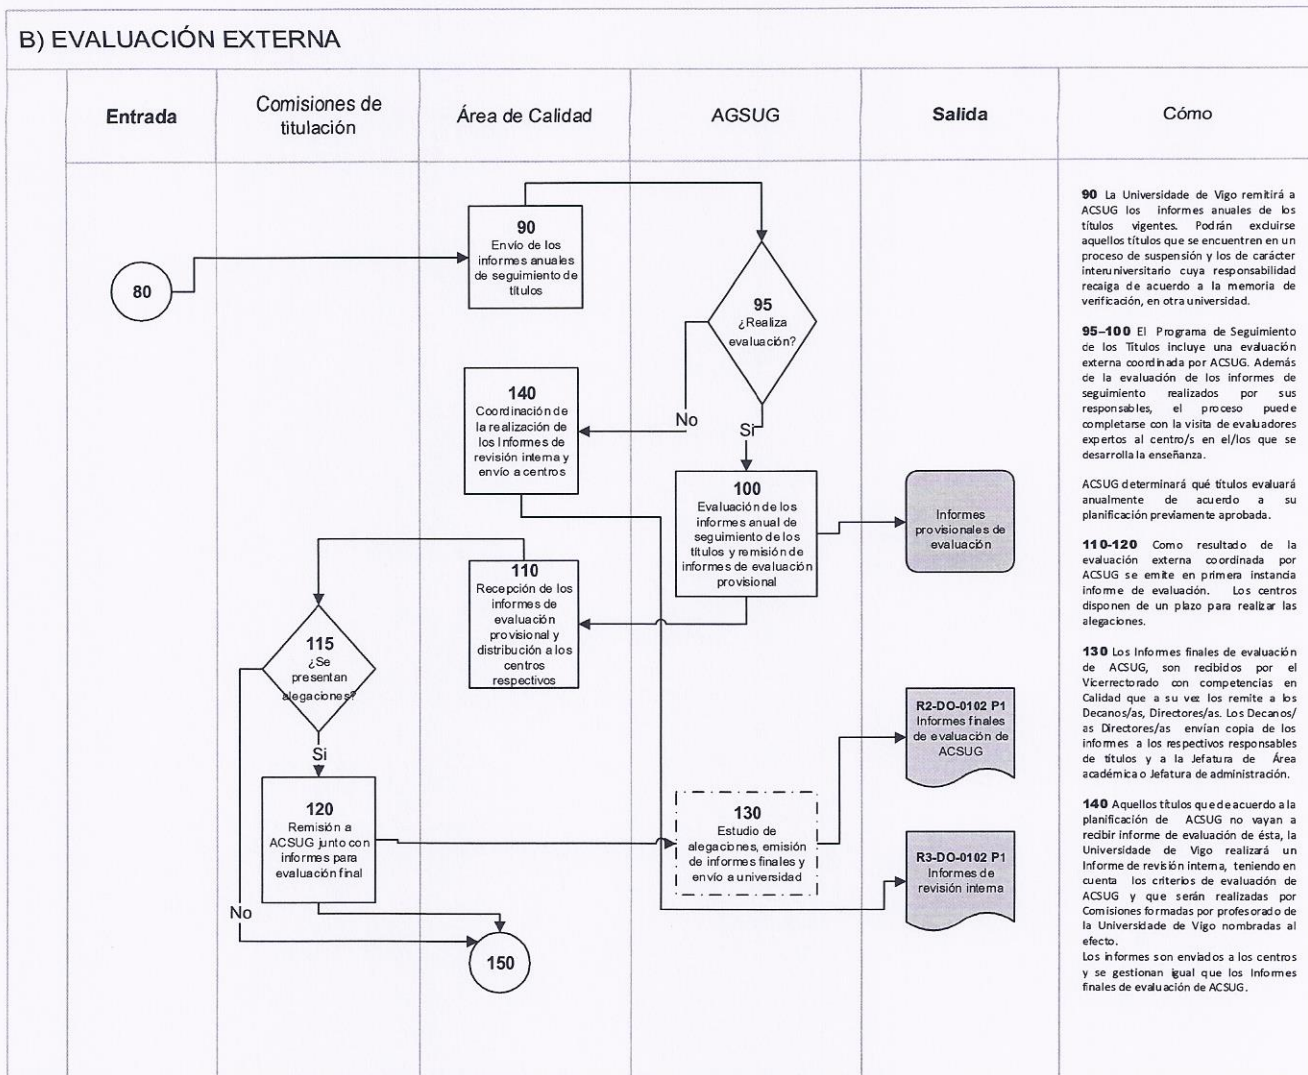 B) EVALUACIÓN EXTERNA
Entrada
Comisiones de
titulación
Área de Calidad
AGSUG
Salida
Cómo
80
90
Envío de los
informes anuales
de seguimiento de
títulos
95
¿Realiza
evaluación?
No
Si
140
Coordinación de
la realización de
los Informes de
revisión interna y
envío a centros
100
Evaluación de los
informes anual de
seguimiento de los
títulos y remisión de
informes de evaluación
provisional
Informes
provisionales de
evaluación
110
Recepción de los
informes de
evaluación
provisional y
distribución a los
centros
respectivos
115
¿Se
presentan
alegaciones?
Si
No
120
Remisión a
ACSUG junto con
informes para
evaluación final
130
Estudio de
alegaciones, emisión
de informes finales y
envío a universidad
R2-DO-0102 P1
Informes finales
de evaluación de
ACSUG
R3-DO-0102 P1
Informes de
revisión interna
150
90 La Universidade de Vigo remitirá a
ACSUG los informes anuales de los
títulos vigentes. Podrán excluirse
aquellos títulos que se encuentren en un
proceso de suspensión y los de carácter
interuniversitario cuya responsabilidad
recaiga de acuerdo a la memoria de
verificación, en otra universidad.
95–100 El Programa de Seguimiento
de los Títulos incluye una evaluación
externa coordinada por ACSUG. Además
de la evaluación de los informes de
seguimiento realizados por sus
responsables, el proceso puede
completarse con la visita de evaluadores
expertos al centro/s en el/los que se
desarrolla la enseñanza.
ACSUG determinará qué títulos evaluará
anualmente de acuerdo a su
planificación previamente aprobada.
110-120 Como resultado de la
evaluación externa coordinada por
ACSUG se emite en primera instancia
informe de evaluación. Los centros
disponen de un plazo para realizar las
alegaciones.
130 Los Informes finales de evaluación
de ACSUG, son recibidos por el
Vicerrectorado con competencias en
Calidad que a su vez los remite a los
Decanos/as, Directores/as. Los Decanos/
as Directores/as envían copia de los
informes a los respectivos responsables
de títulos y a la Jefatura de Área
académica o Jefatura de administración.
140 Aquellos títulos que de acuerdo a la
planificación de ACSUG no vayan a
recibir informe de evaluación de ésta, la
Universidade de Vigo realizará un
Informe de revisión interna, teniendo en
cuenta los criterios de evaluación de
ACSUG y que serán realizadas por
Comisiones formadas por profesorado de
la Universidade de Vigo nombradas al
efecto.
Los informes son enviados a los centros
y se gestionan igual que los Informes
finales de evaluación de ACSUG.